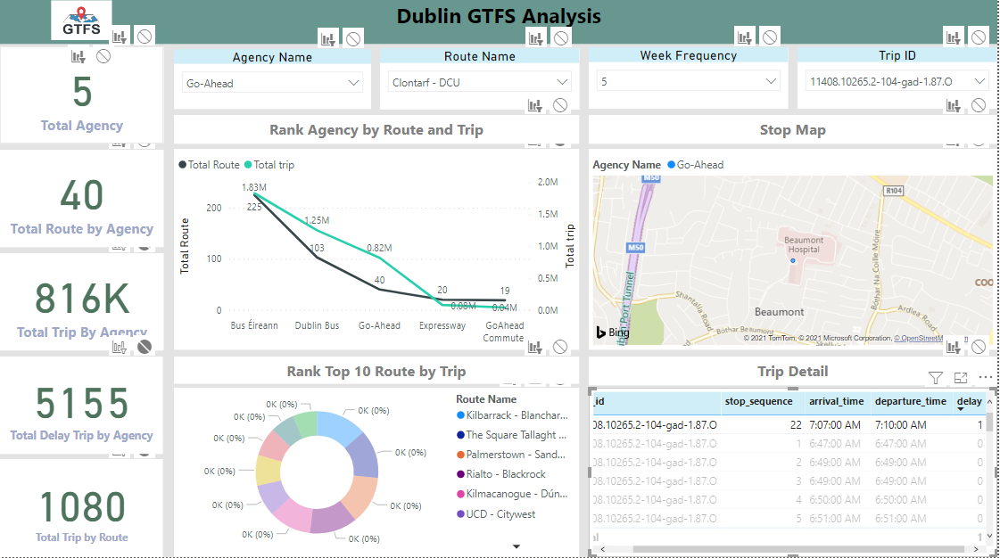 Dublin GTFS Analysis
GTFS
5
Total Agency
40
Total Route by Agency
816K
Total Trip By Agency
5155
Total Delay Trip by Agency
1080
Total Trip by Route
Agency Name
Go-Ahead
Route Name
Clontarf - DCU
Week Frequency
5
Trip ID
11408.10265.2-104-gad-1.87.O
Rank Agency by Route and Trip
Total Route Total trip
Total Route
200
100
0
1.83M
225
1.25M
103
0.82M
40
20
0.08M
19
0.04M
2.0M
1.5M
1.0M
0.5M
0.0M
Total trip
Bus Éireann Dublin Bus Go-Ahead Expressway GoAhead
Commute
Stop Map
Agency Name Go-Ahead
M50
R104
M50
Beaumont
Hospital
Port Tunnel
Shantalla Road
Beaumont
Bóthar Na Coille Móire
Ardlea Road
COO
Bing
© 2021 TomTom, © 2021 Microsoft Corporation, © OpenStreetM
Rank Top 10 Route by Trip
0K (0%)
0K (0%)
0K (0%)
0K (0%)
0K (0%)
0K (0%)
0K (0%)
0K (0%)
0K (0%)
0K (0%)
Route Name
Kilbarrack - Blanchar...
The Square Tallaght ...
Palmerstown - Sand...
Rialto - Blackrock
Kilmacanogue - Dún...
UCD - Citywest
Trip Detail
_id stop_sequence arrival_time departure_time delay
08.10265.2-104-gad-1.87.O 22 7:07:00 AM 7:10:00 AM 1
08.10265.2-104-gad-1.87.O 1 6:47:00 AM 6:47:00 AM 0
08.10265.2-104-gad-1.87.O 2 6:49:00 AM 6:49:00 AM 0
08.10265.2-104-gad-1.87.O 3 6:49:00 AM 6:49:00 AM 0
08.10265.2-104-gad-1.87.O 4 6:50:00 AM 6:50:00 AM 0
08.10265.2-104-gad-1.87.O 5 6:51:00 AM 6:51:00 AM 0
1